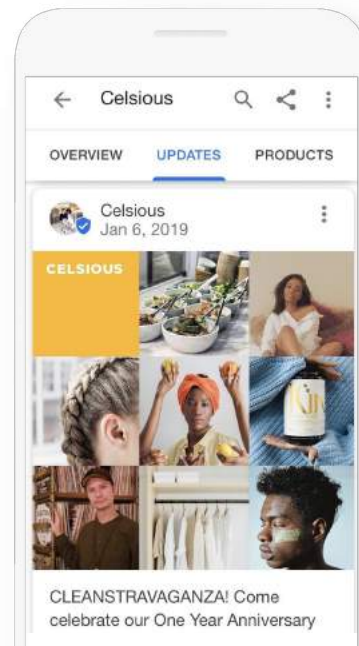 Celsious
OVERVIEW UPDATES PRODUCTS
Celsious
Jan 6, 2019
CELSIOUS
CLEANSTRAVAGANZA! Come
celebrate our One Year Anniversary